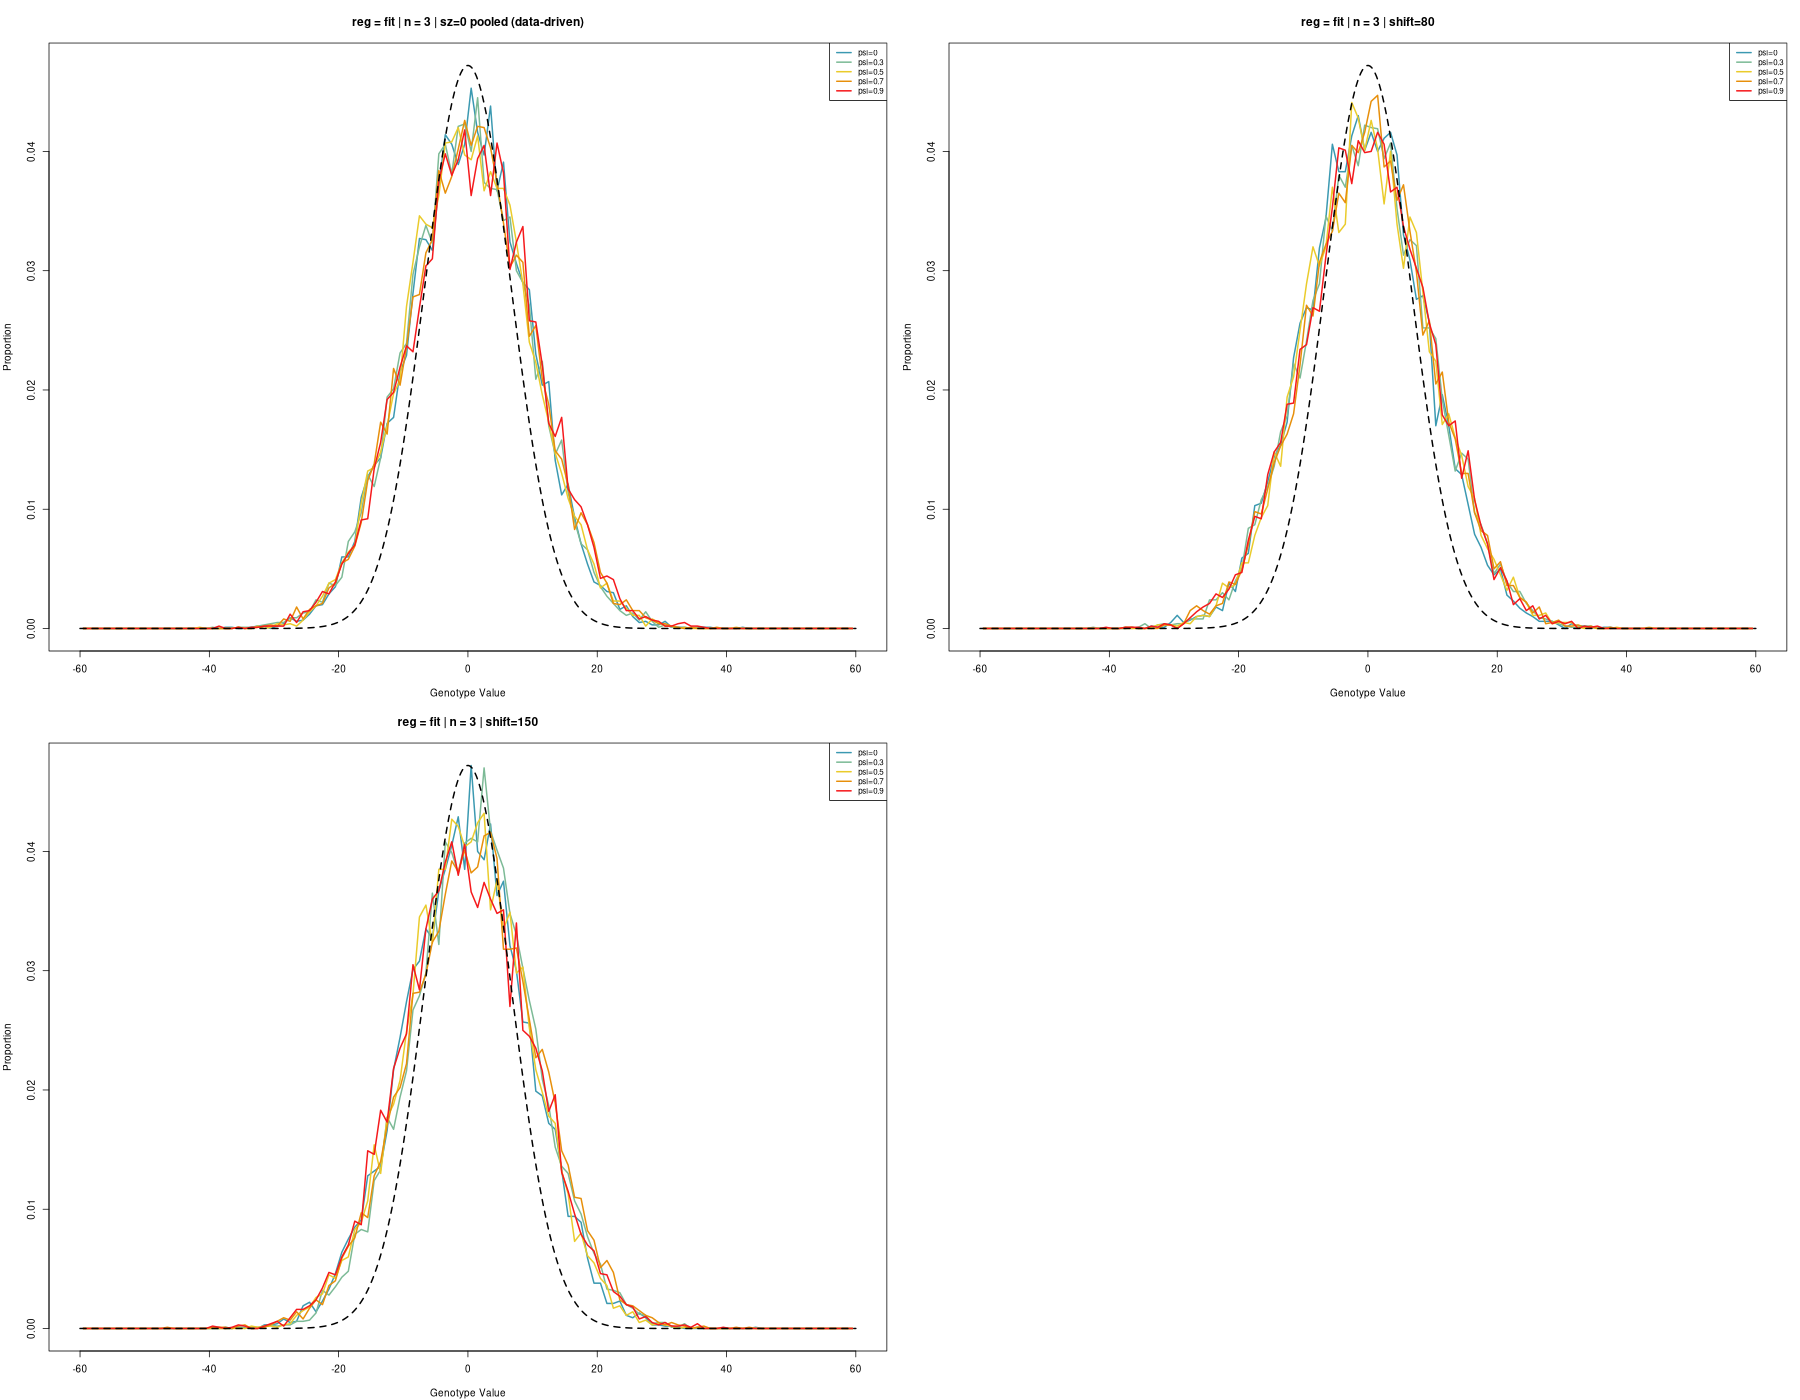 reg = fit | n = 3 | sz=0 pooled (data-driven)
psi=0
psi=0.3
psi=0.5
psi=0.7
psi=0.9
Proportion
0.04
0.03
0.02
0.01
0.00
-60 -40 -20 0 20 40 60
Genotype Value
reg = fit | n = 3 | shift=80
psi=0
psi=0.3
psi=0.5
psi=0.7
psi=0.9
Proportion
0.04
0.03
0.02
0.01
0.00
-60 -40 -20 0 20 40 60
Genotype Value
reg = fit | n = 3 | shift=150
psi=0
psi=0.3
psi=0.5
psi=0.7
psi=0.9
Proportion
0.04
0.03
0.02
0.01
0.00
-60 -40 -20 0 20 40 60
Genotype Value